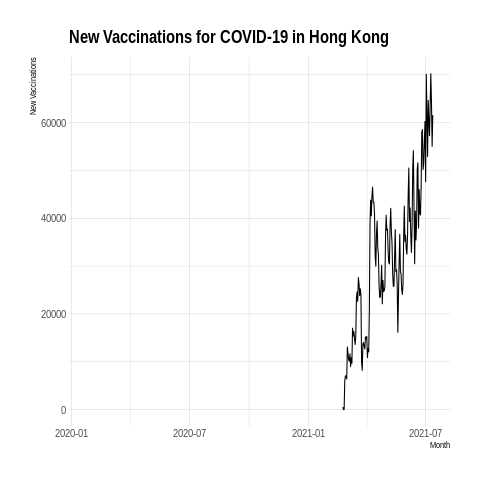 New Vaccinations for COVID-19 in Hong Kong
New Vaccinations
60000
40000
20000
0
2020-01 2020-07 2021-01 2021-07
Month